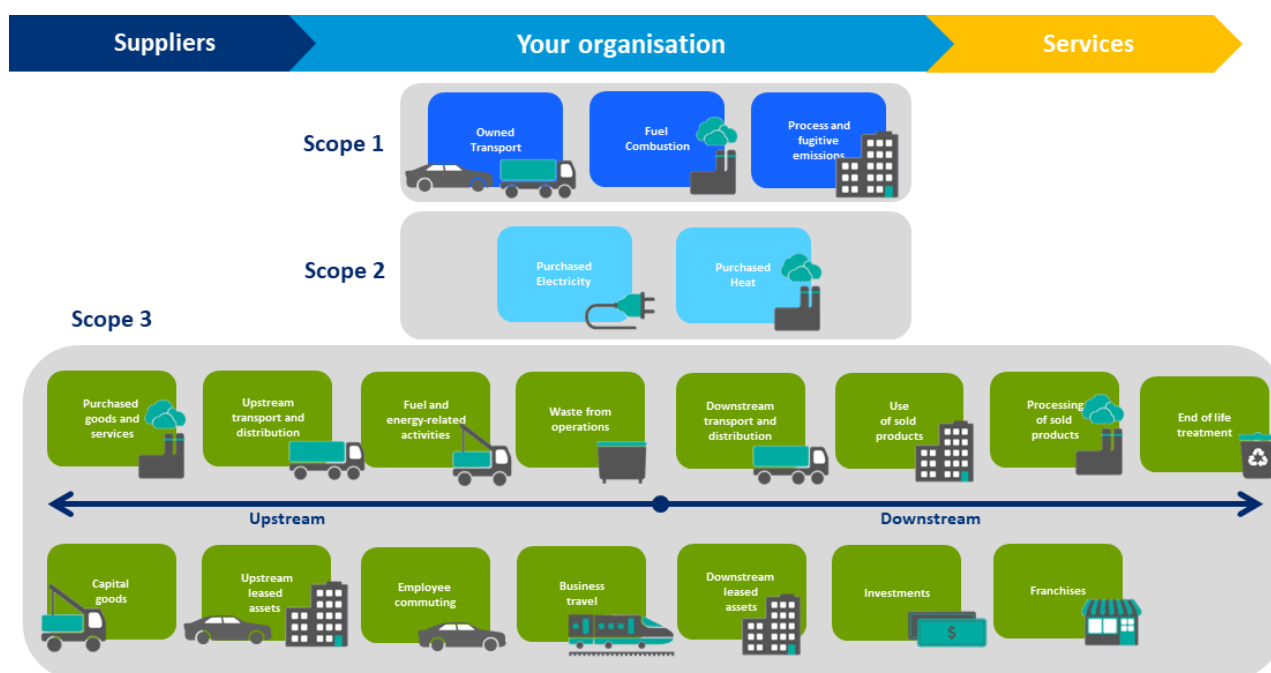 Suppliers
Your organisation
Services
Scope 1
Owned
Transport
Fuel
Combustion
Process and
fugitive
emissions
Scope 2
Purchased
Electricity
Purchased
Heat
Scope 3
Purchased
goods and
services
Upstream
transport and
distribution
Fuel and
energy-related
activities
Waste from
operations
Downstream
transport and
distribution
Use
of sold
products
Processing
of sold
products
End of life
treatment
Upstream
Downstream
Capital
goods
Upstream
leased
assets
Employee
commuting
Business
travel
Downstream
leased
assets
Investments
$
Franchises